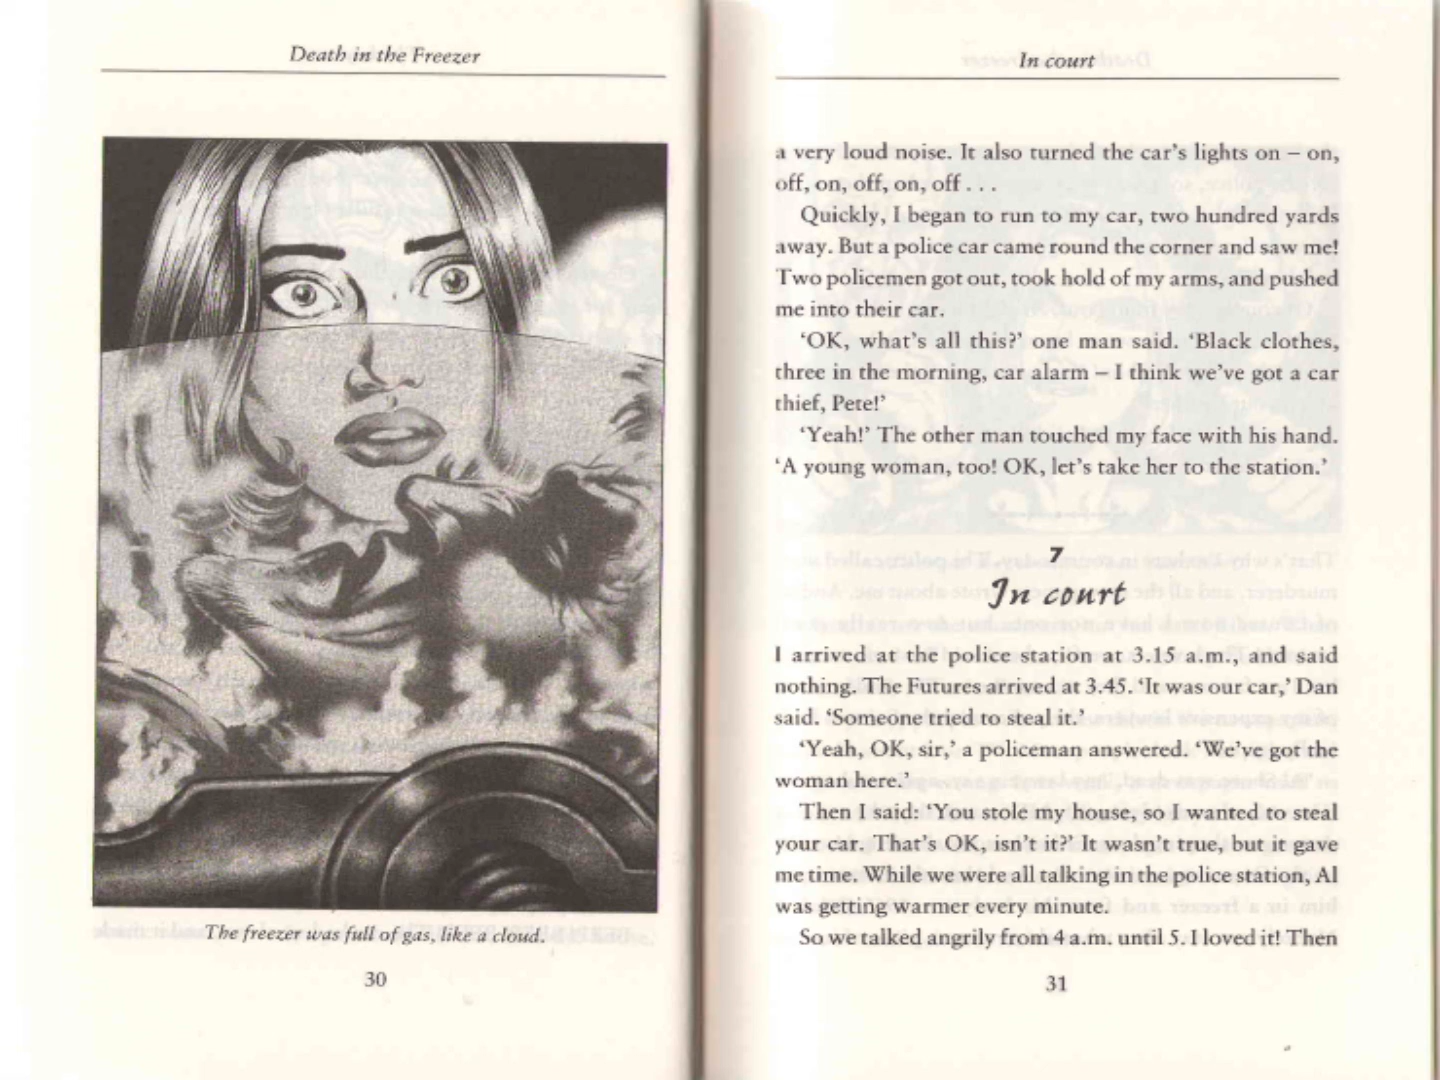 Death in the Freezer
The freezer was full of gas, like a cloud.
30
In court
a very loud noise. It also turned the car's lights on – on,
off, on, off, on, off . . .
Quickly, I began to run to my car, two hundred yards
away. But a police car came round the corner and saw me!
Two policemen got out, took hold of my arms, and pushed
me into their car.
‘OK, what's all this?’ one man said. ‘Black clothes,
three in the morning, car alarm – I think we've got a car
thief, Pete!’
‘Yeah!’ The other man touched my face with his hand.
‘A young woman, too! OK, let's take her to the station.’
7
In court
I arrived at the police station at 3.15 a.m., and said
nothing. The Futures arrived at 3.45. ‘It was our car,’ Dan
said. ‘Someone tried to steal it.’
‘Yeah, OK, sir,’ a policeman answered. ‘We've got the
woman here.’
Then I said: ‘You stole my house, so I wanted to steal
your car. That's OK, isn't it?’ It wasn't true, but it gave
me time. While we were all talking in the police station, Al
was getting warmer every minute.
So we talked angrily from 4 a.m. until 5. I loved it! Then
31